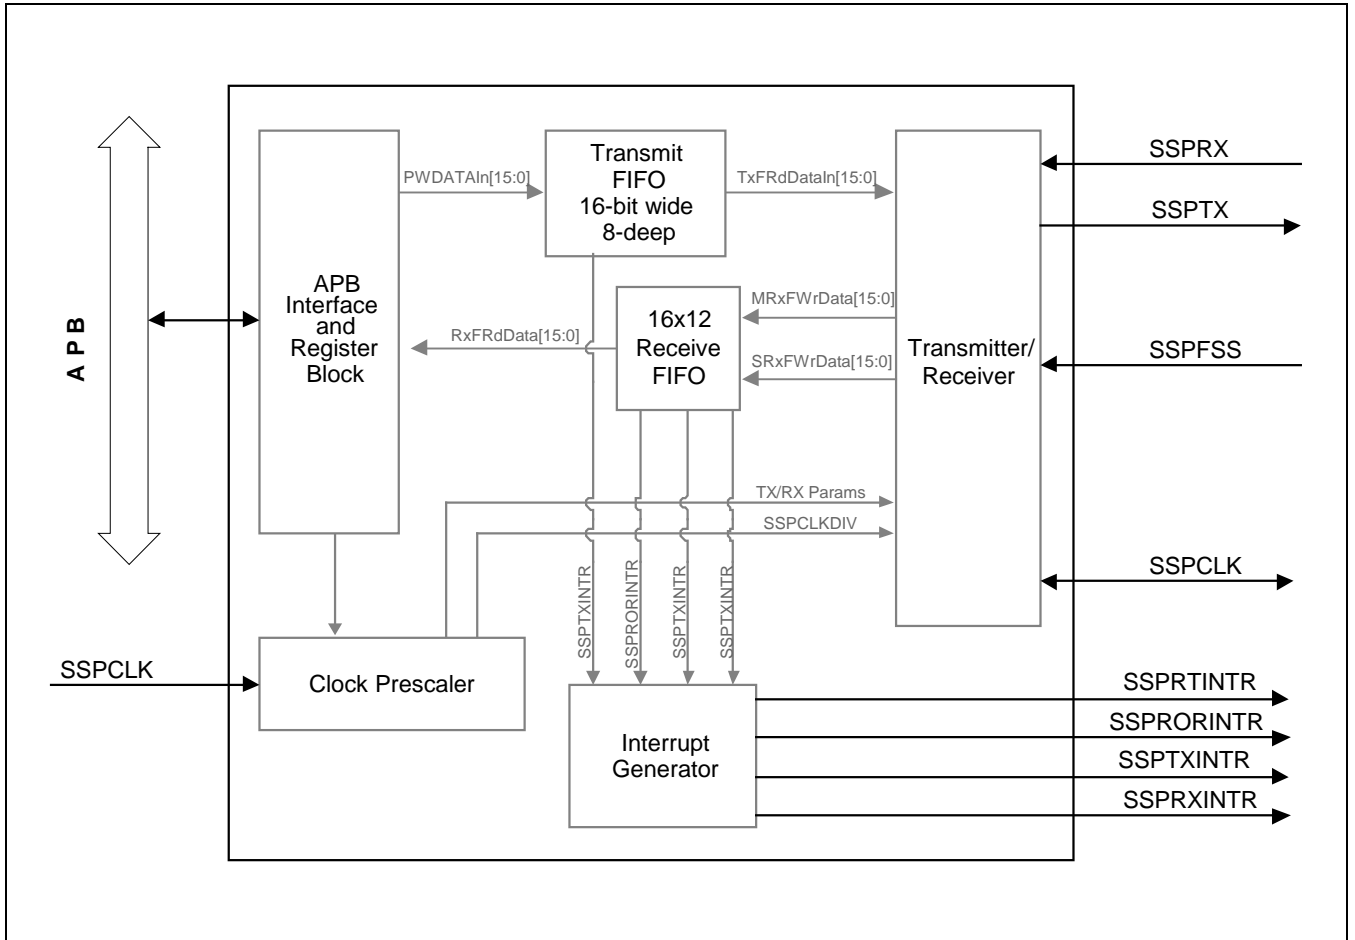 A P B
APB
Interface
and
Register
Block
PWDATAIn[15:0]
Transmit
FIFO
16-bit wide
8-deep
TxFRdDataIn[15:0]
RxFRdData[15:0]
16x12
Receive
FIFO
MRxFWrData[15:0]
SRxFWrData[15:0]
Transmitter/
Receiver
SSPRX
SSPTX
SSPFSS
SSPCLK
TX/RX Params
SSPCLKDIV
SSPTXINTR
SSPRORINTR
SSPTXINTR
SSPTXINTR
SSPCLK
Clock Prescaler
Interrupt
Generator
SSPRTINTR
SSPRORINTR
SSPTXINTR
SSPRXINTR